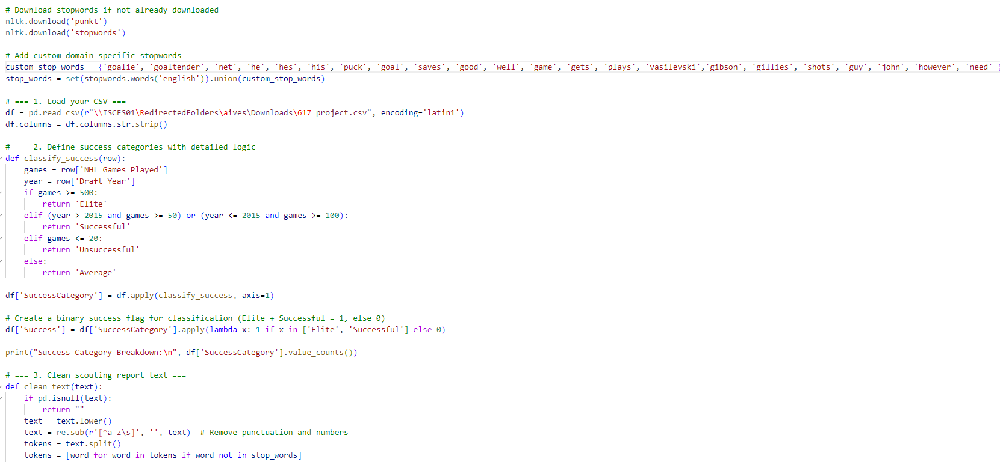 # Download stopwords if not already downloaded
nltk.download('punkt')
nltk.download('stopwords')
# Add custom domain-specific stopwords
custom_stop_words = {'goalie', 'goaltender', 'net', 'he', 'hes', 'his', 'puck', 'goal', 'saves', 'good', 'well', 'game', 'gets', 'plays', 'vasilevski','gibson', 'gillies', 'shots', 'guy', 'john', 'however', 'need' }
stop_words = set(stopwords.words('english')).union(custom_stop_words)
# === 1. Load your CSV ===
df = pd.read_csv(r"\\ISCFS01\RedirectedFolders\aives\Downloads\617 project.csv", encoding='latin1')
df.columns = df.columns.str.strip()
# === 2. Define success categories with detailed logic ===
def classify_success(row):
    games = row['NHL Games Played']
    year = row['Draft Year']
    if games >= 500:
        return 'Elite'
    elif (year > 2015 and games >= 50) or (year <= 2015 and games >= 100):
        return 'Successful'
    elif games <= 20:
        return 'Unsuccessful'
    else:
        return 'Average'
df['SuccessCategory'] = df.apply(classify_success, axis=1)
# Create a binary success flag for classification (Elite + Successful = 1, else 0)
df['Success'] = df['SuccessCategory'].apply(lambda x: 1 if x in ['Elite', 'Successful'] else 0)
print("Success Category Breakdown:\n", df['SuccessCategory'].value_counts())
# === 3. Clean scouting report text ===
def clean_text(text):
    if pd.isnull(text):
        return ""
    text = text.lower()
    text = re.sub(r'[^a-z\s]', '', text)  # Remove punctuation and numbers
    tokens = text.split()
    tokens = [word for word in tokens if word not in stop_words]